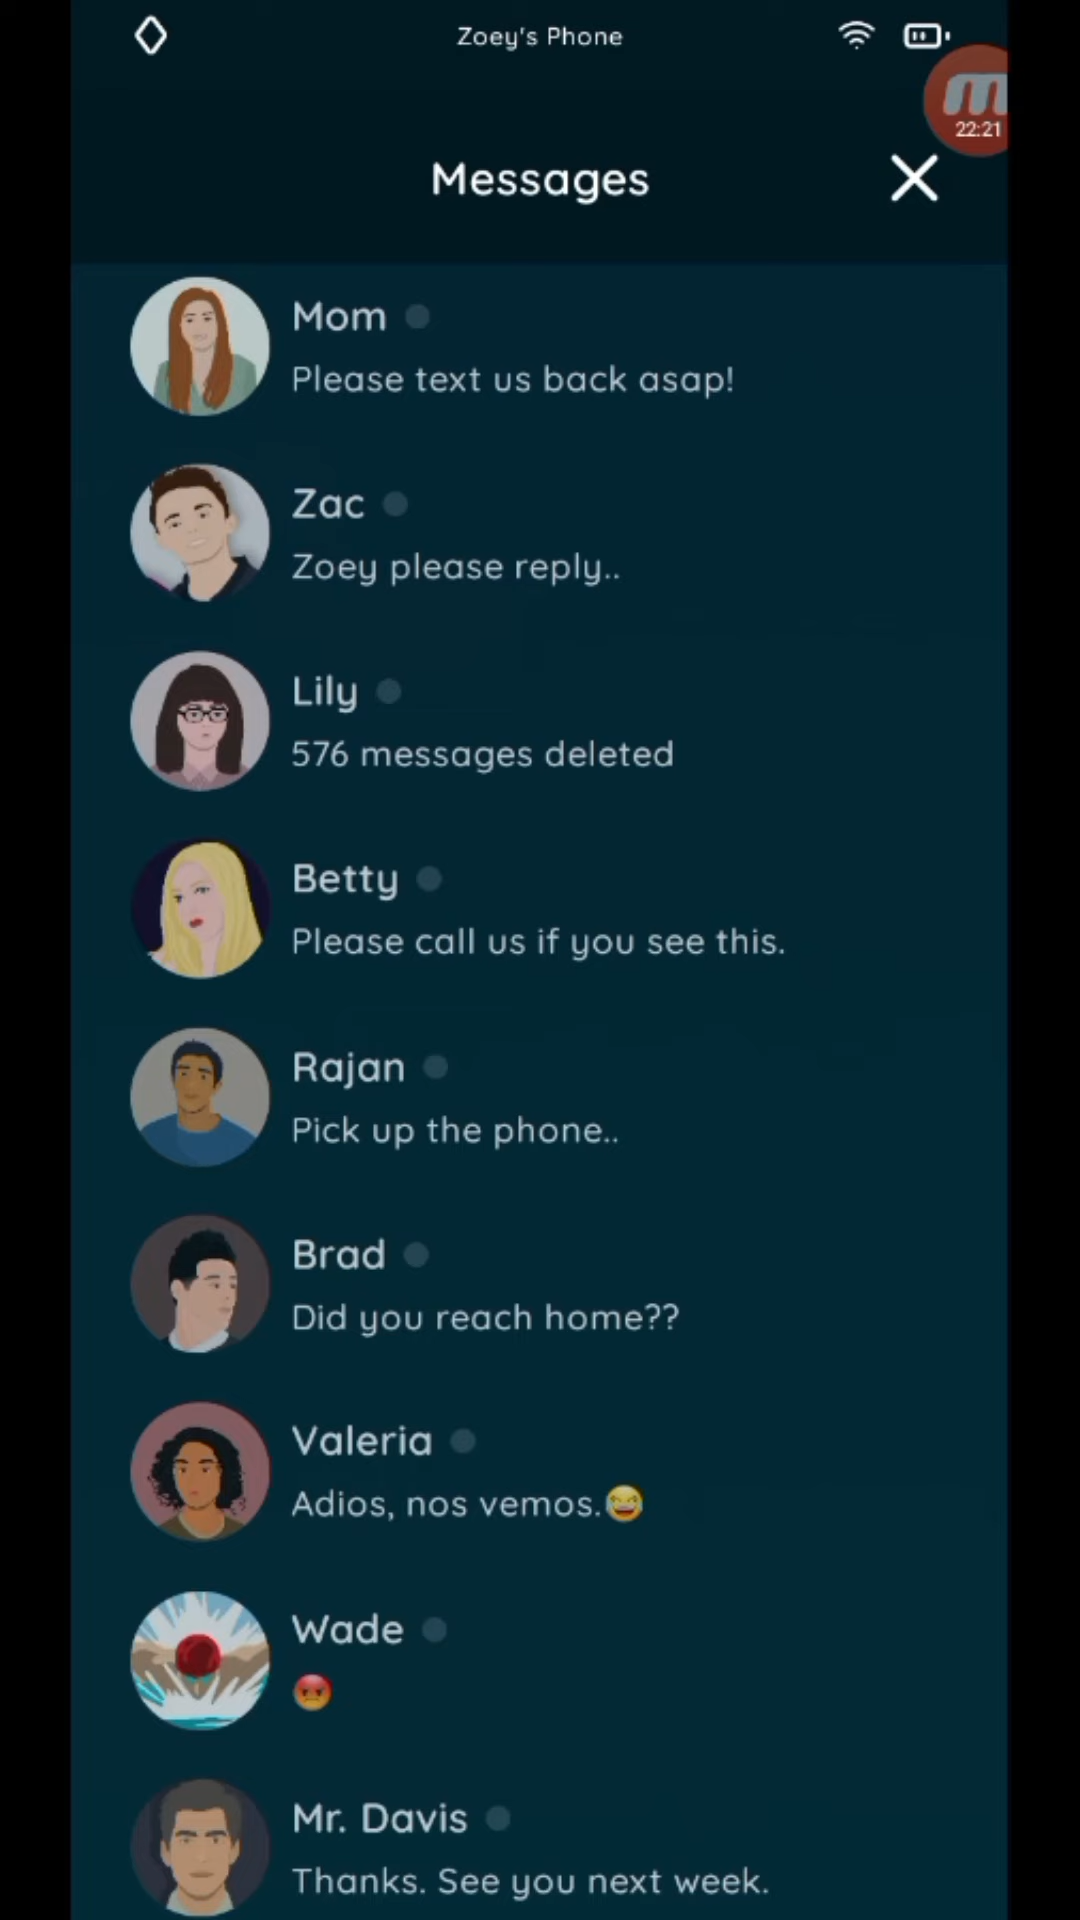 Zoey's Phone
m
22:21
Messages
Mom
Please text us back asap!
Zac
Zoey please reply..
Lily
576 messages deleted
Betty
Please call us if you see this.
Rajan
Pick up the phone..
Brad
Did you reach home??
Valeria
Adios, nos vemos.😂
Wade
😡
Mr. Davis
Thanks. See you next week.